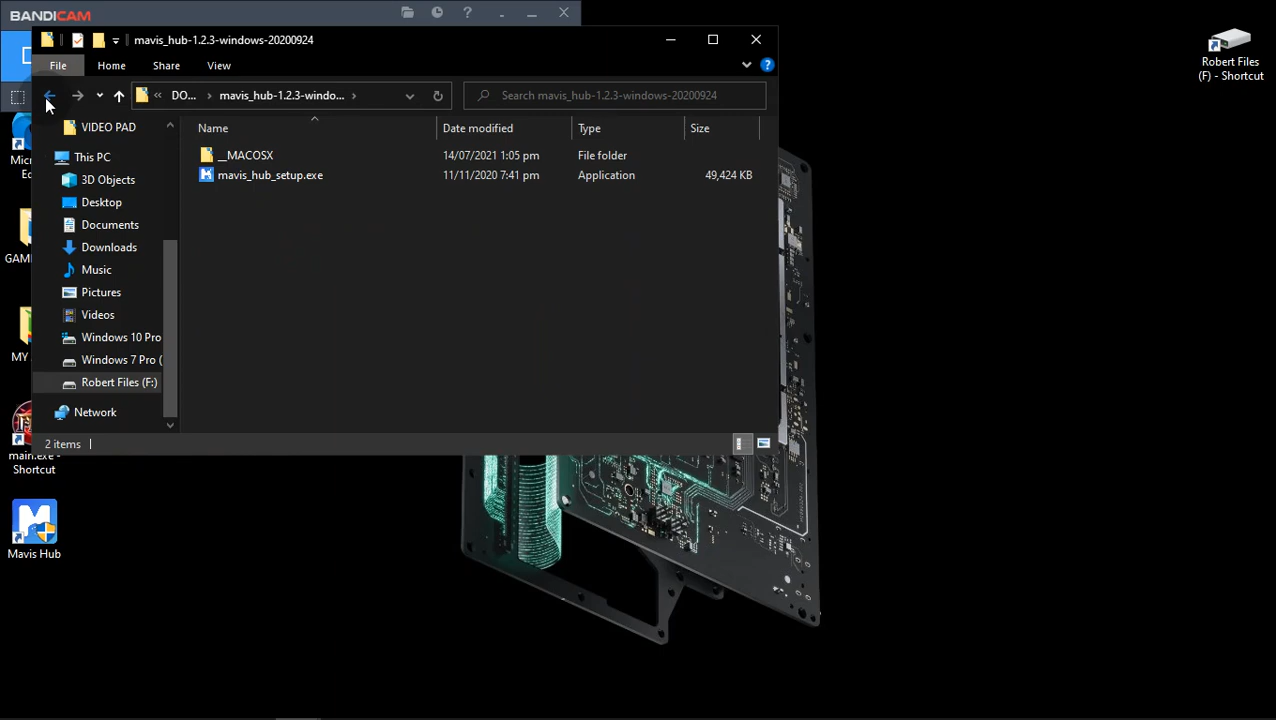 BANDICAM
?
mavis_hub-1.2.3-windows-20200924
File
Home
Share
View
?
« DO... › mavis_hub-1.2.3-windo... ›
Search mavis_hub-1.2.3-windows-20200924
Name
Date modified
Type
Size
__MACOSX
14/07/2021 1:05 pm
File folder
mavis_hub_setup.exe
11/11/2020 7:41 pm
Application
49,424 KB
VIDEO PAD
This PC
3D Objects
Desktop
Documents
Downloads
Music
Pictures
Videos
Windows 10 Pro
Windows 7 Pro (
Robert Files (F:)
Network
2 items
Micr
Ed
GAM
MY
main.exe -
Shortcut
Mavis Hub
Robert Files
(F) - Shortcut